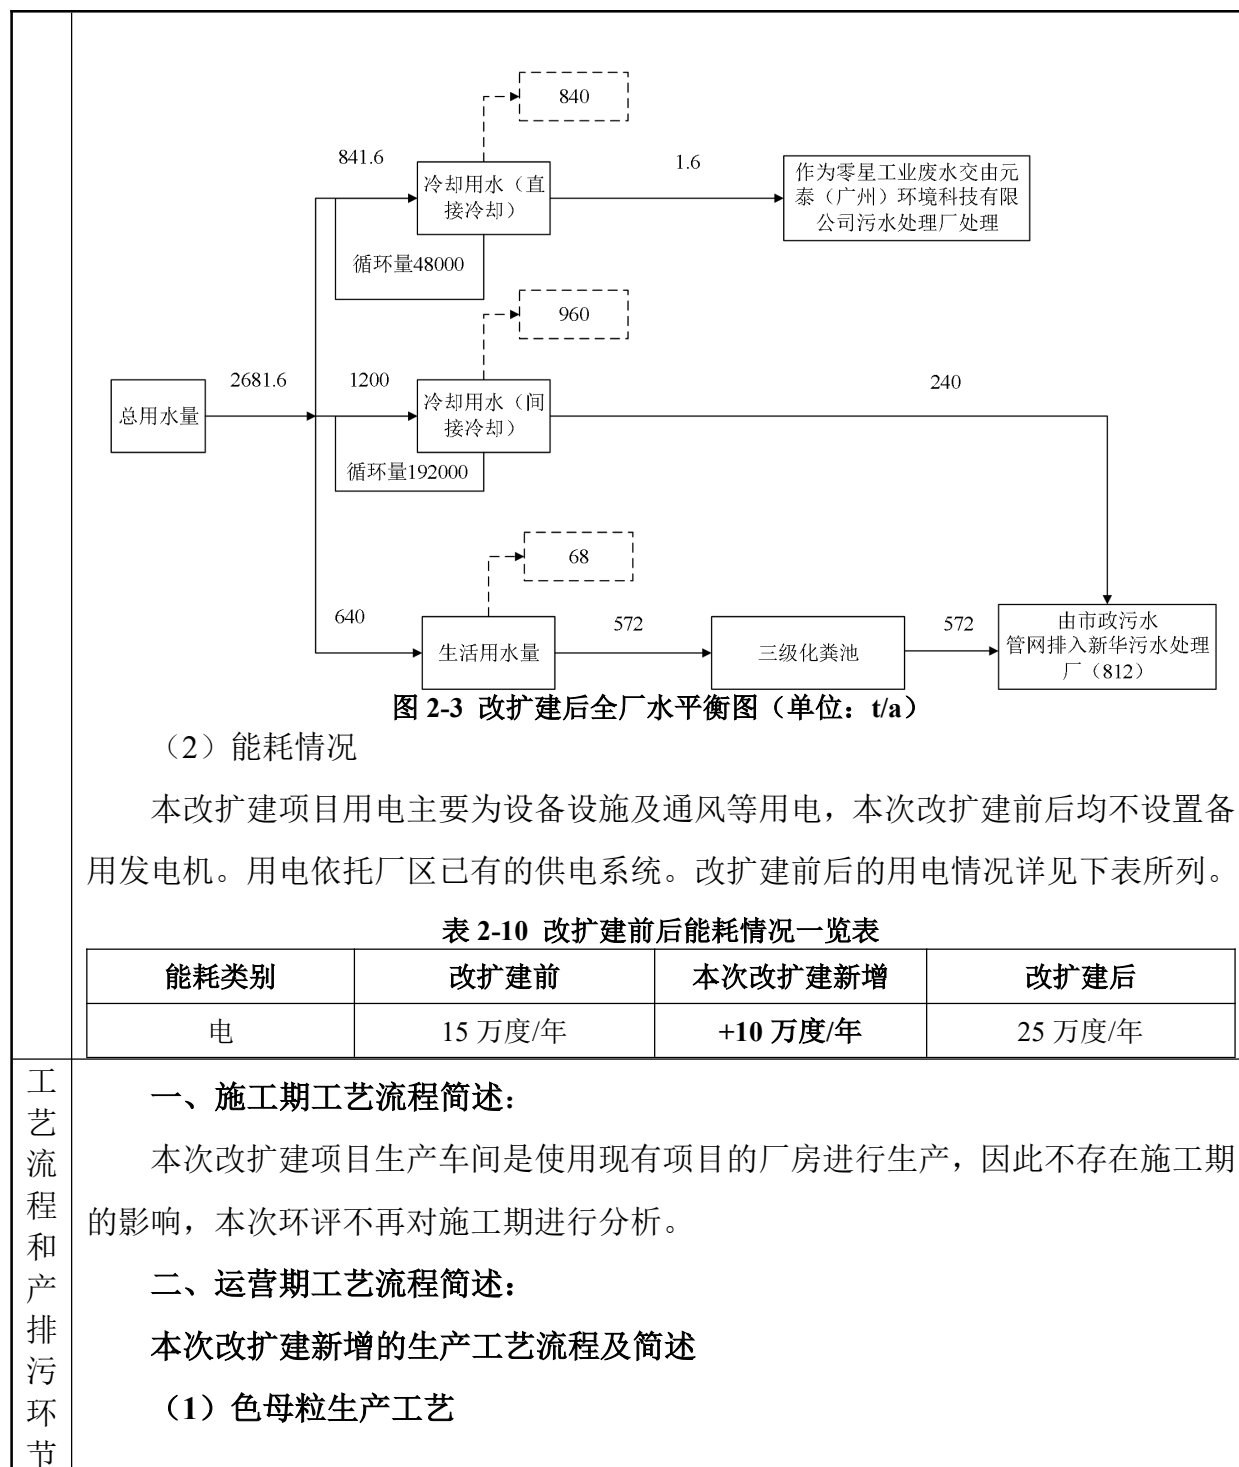 840
841.6
冷却用水（直
接冷却）
1.6
作为零星工业废水交由元
泰（广州）环境科技有限
公司污水处理厂处理
循环量48000
960
总用水量
2681.6
1200
冷却用水（间
接冷却）
240
循环量192000
68
640
生活用水量
572
三级化粪池
572
由市政污水
管网排入新华污水处理
厂（812）
图 2-3 改扩建后全厂水平衡图（单位：t/a）
（2）能耗情况
本改扩建项目用电主要为设备设施及通风等用电，本次改扩建前后均不设置备
用发电机。用电依托厂区已有的供电系统。改扩建前后的用电情况详见下表所列。
表 2-10 改扩建前后能耗情况一览表
能耗类别 改扩建前 本次改扩建新增 改扩建后
电 15 万度/年 +10 万度/年 25 万度/年
工
艺
流
程
和
产
排
污
环
节
一、施工期工艺流程简述：
本次改扩建项目生产车间是使用现有项目的厂房进行生产，因此不存在施工期
的影响，本次环评不再对施工期进行分析。
二、运营期工艺流程简述：
本次改扩建新增的生产工艺流程及简述
（1）色母粒生产工艺